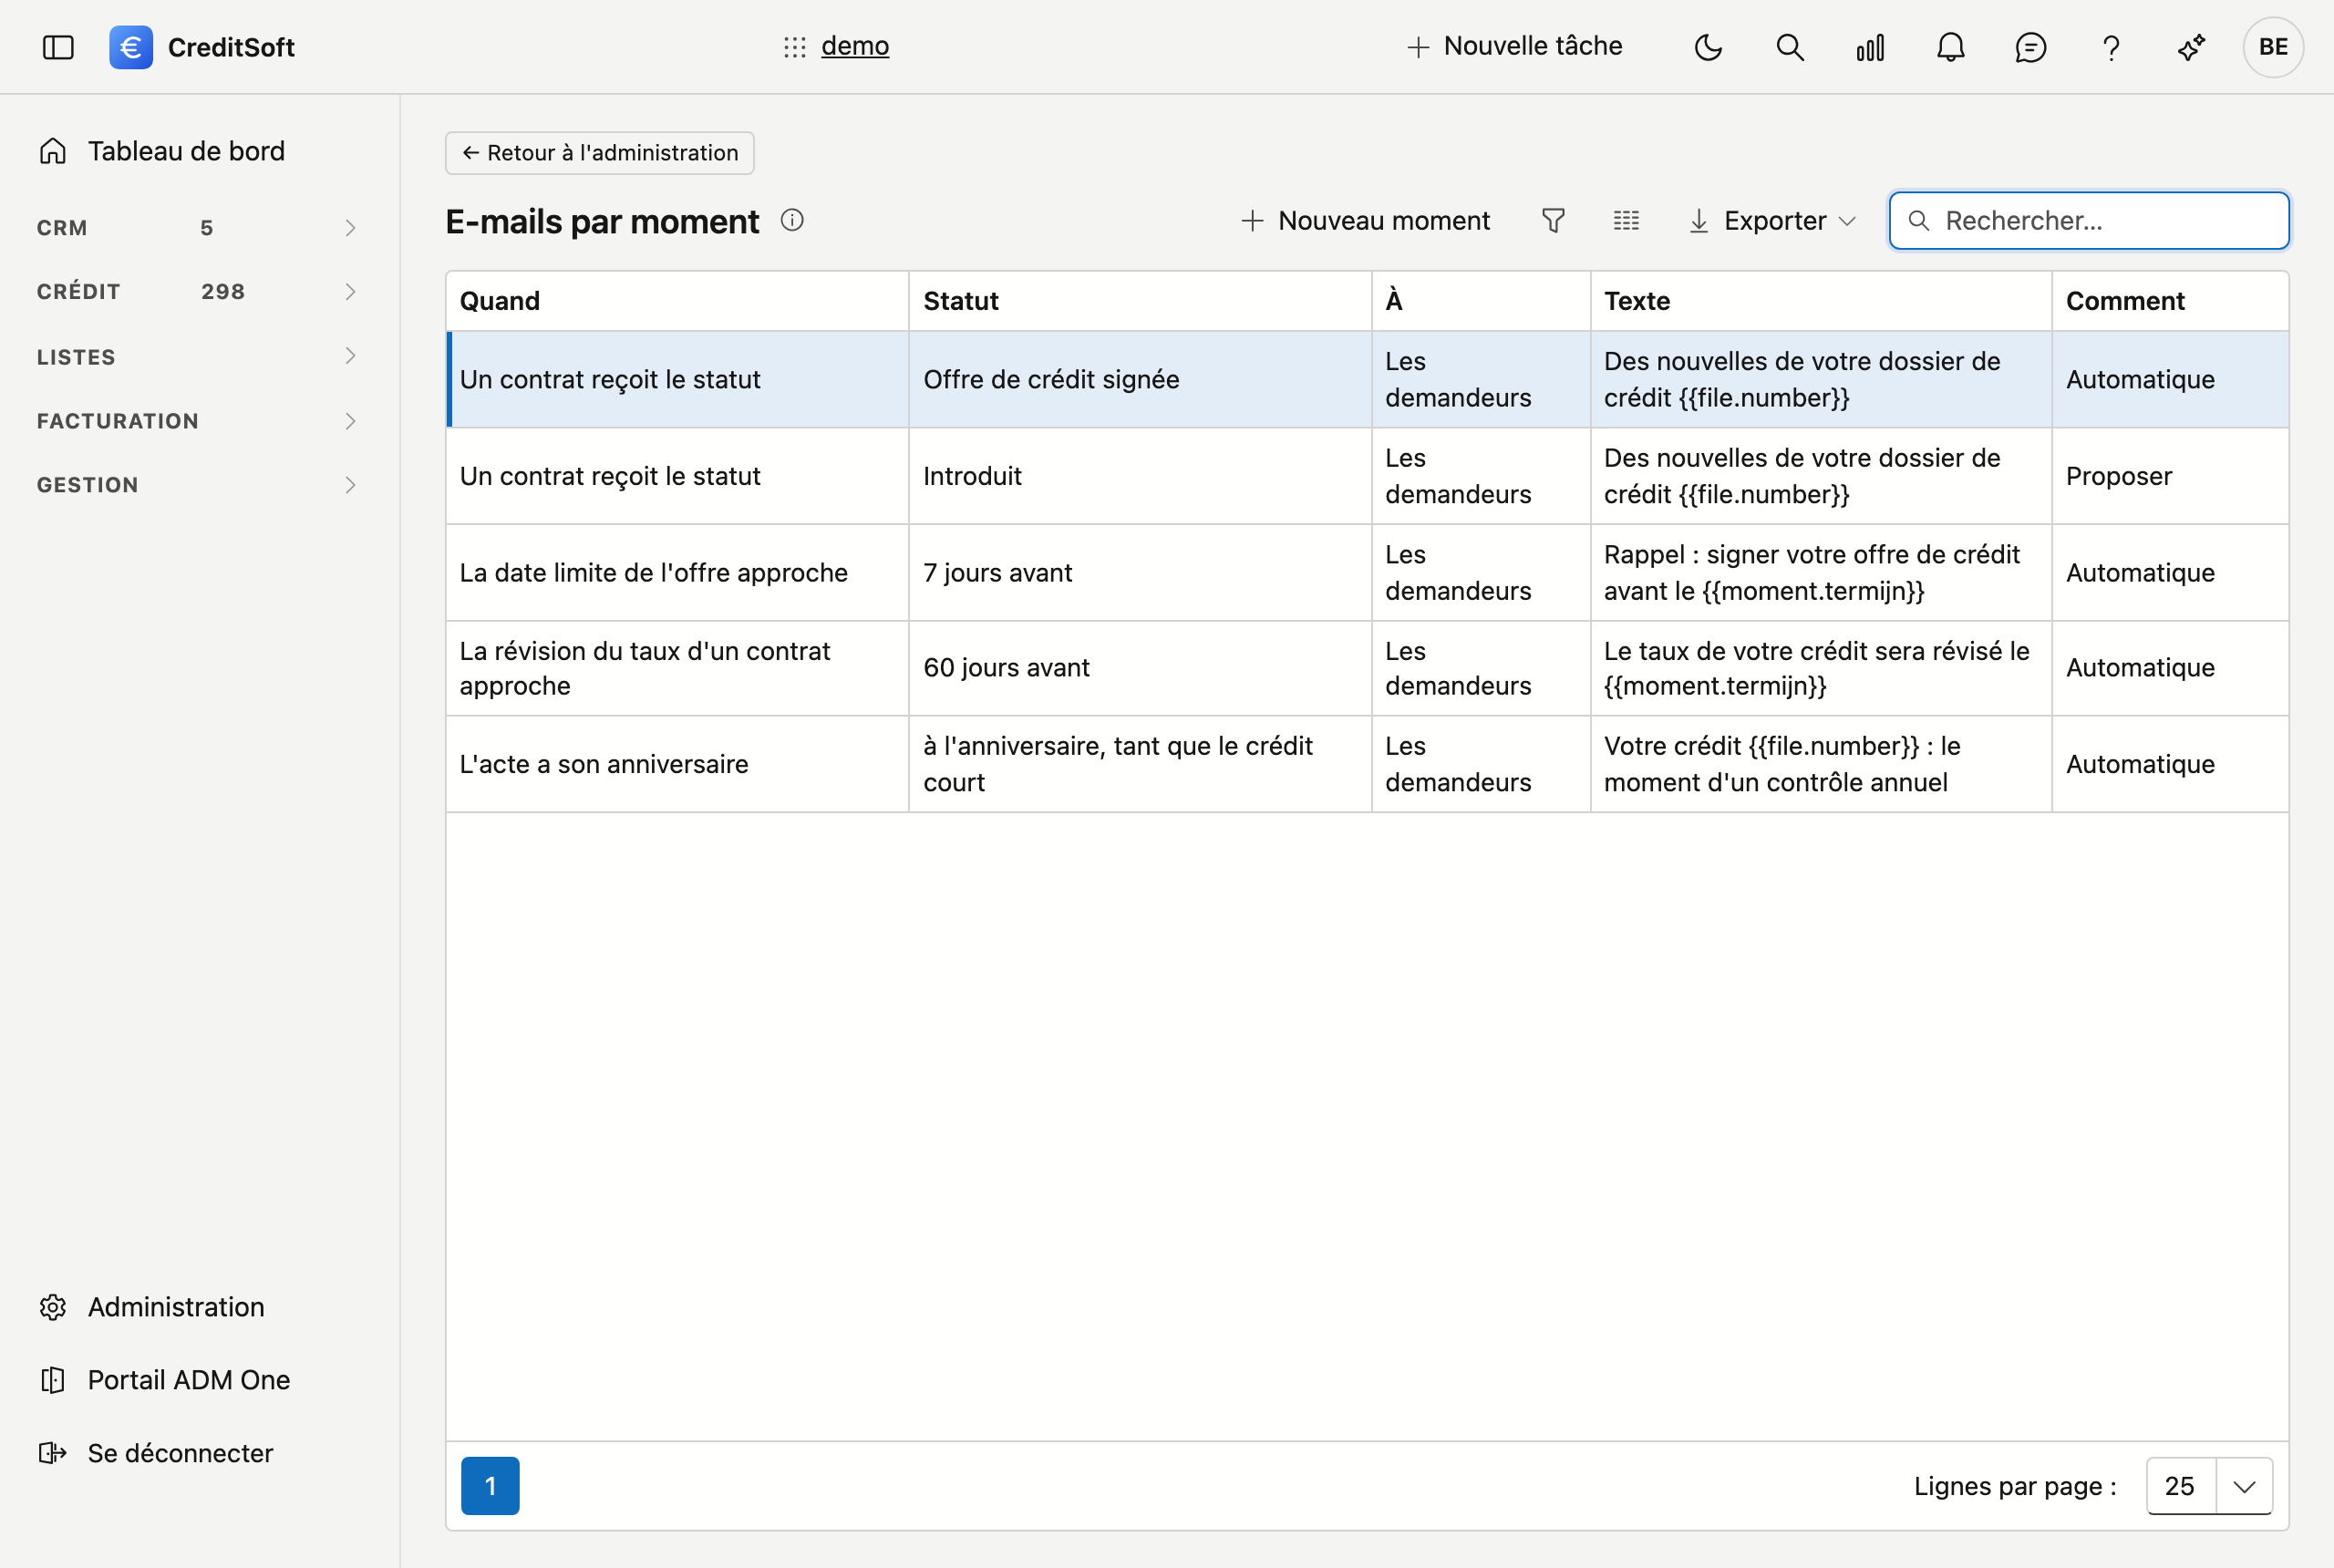 € CreditSoft
demo
Nouvelle tâche
BE
Tableau de bord
CRM 5
CRÉDIT 298
LISTES
FACTURATION
GESTION
Administration
Portail ADM One
Se déconnecter
← Retour à l'administration
E-mails par moment
Nouveau moment
Exporter
Rechercher...
Quand Statut À Texte Comment
Un contrat reçoit le statut Offre de crédit signée Les demandeurs Des nouvelles de votre dossier de crédit {{file.number}} Automatique
Un contrat reçoit le statut Introduit Les demandeurs Des nouvelles de votre dossier de crédit {{file.number}} Proposer
La date limite de l'offre approche 7 jours avant Les demandeurs Rappel : signer votre offre de crédit avant le {{moment.termijn}} Automatique
La révision du taux d'un contrat approche 60 jours avant Les demandeurs Le taux de votre crédit sera révisé le {{moment.termijn}} Automatique
L'acte a son anniversaire à l'anniversaire, tant que le crédit court Les demandeurs Votre crédit {{file.number}} : le moment d'un contrôle annuel Automatique
1
Lignes par page : 25